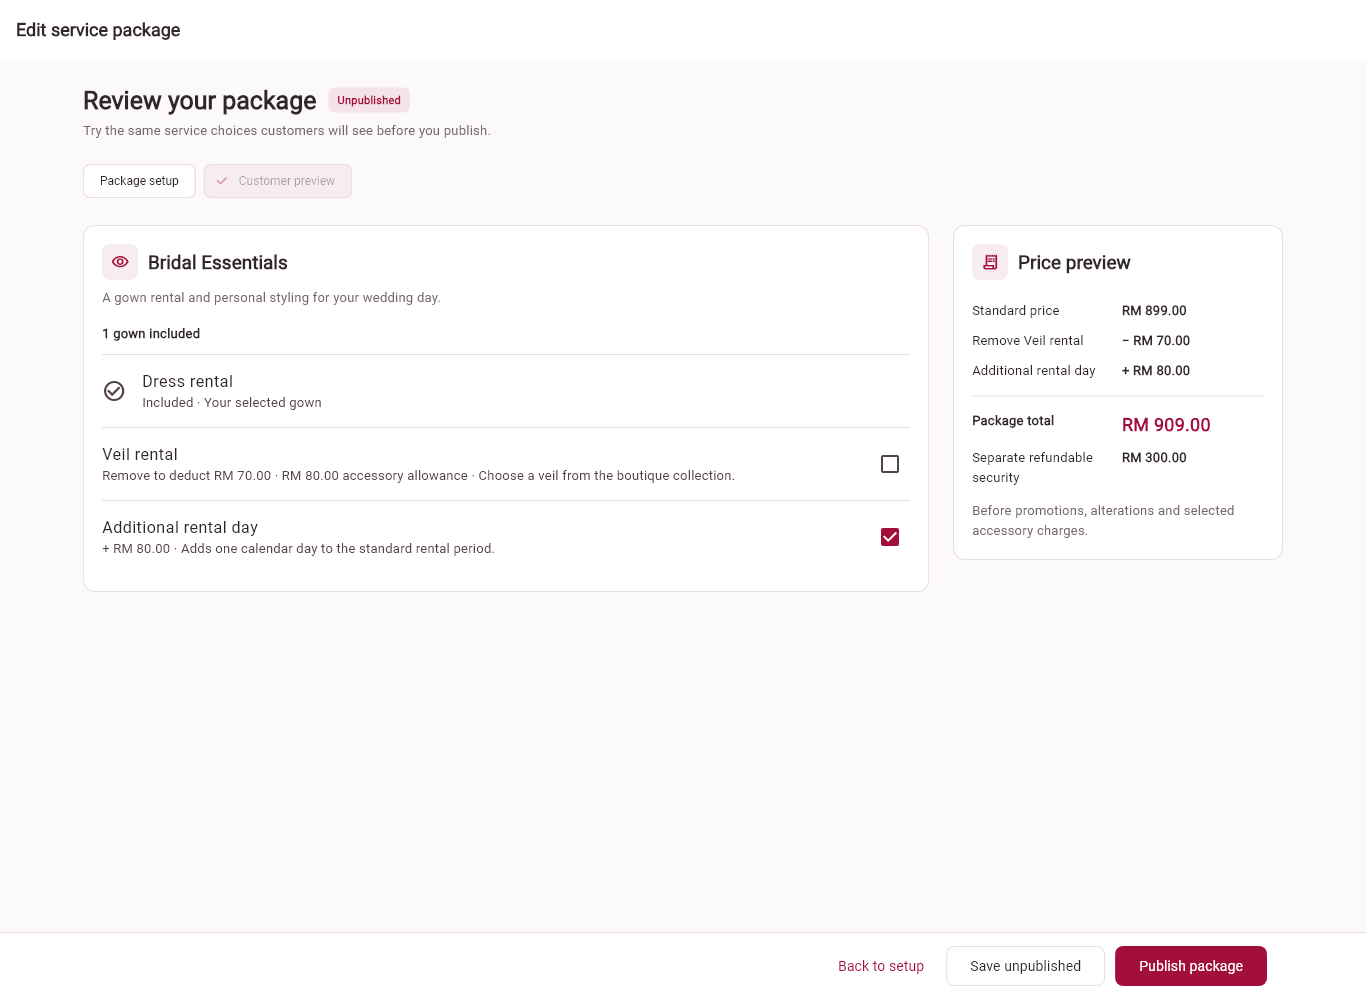 Edit service package
Review your package
Unpublished
Try the same service choices customers will see before you publish.
Package setup
Customer preview
Bridal Essentials
A gown rental and personal styling for your wedding day.
1 gown included
Dress rental
Included · Your selected gown
Veil rental
Remove to deduct RM 70.00 · RM 80.00 accessory allowance · Choose a veil from the boutique collection.
Additional rental day
+ RM 80.00 · Adds one calendar day to the standard rental period.
Price preview
Standard price RM 899.00
Remove Veil rental − RM 70.00
Additional rental day + RM 80.00
Package total RM 909.00
Separate refundable RM 300.00
security
Before promotions, alterations and selected
accessory charges.
Back to setup
Save unpublished
Publish package